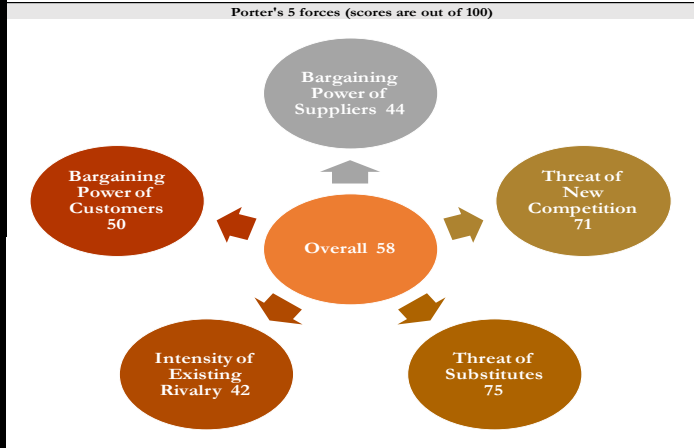 Porter's 5 forces (scores are out of 100)
Bargaining
Power of
Suppliers 44
Bargaining
Power of
Customers
50
Threat of
New
Competition
71
Overall 58
Intensity of
Existing
Rivalry 42
Threat of
Substitutes
75